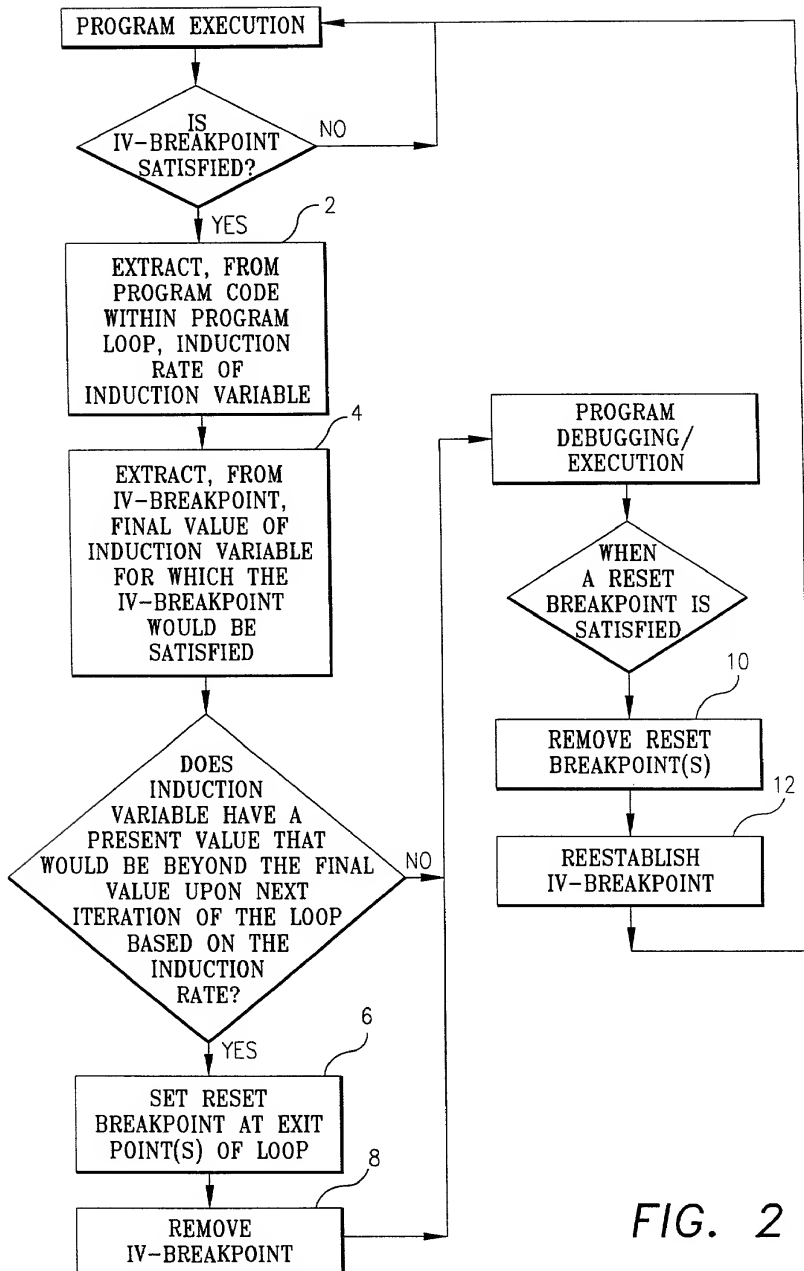 PROGRAM EXECUTION
IS
IV-BREAKPOINT
SATISFIED?
NO
YES
2
EXTRACT, FROM
PROGRAM CODE
WITHIN PROGRAM
LOOP, INDUCTION
RATE OF
INDUCTION VARIABLE
4
EXTRACT, FROM
IV-BREAKPOINT,
FINAL VALUE OF
INDUCTION VARIABLE
FOR WHICH THE
IV-BREAKPOINT
WOULD BE
SATISFIED
DOES
INDUCTION
VARIABLE HAVE A
PRESENT VALUE THAT
WOULD BE BEYOND THE FINAL
VALUE UPON NEXT
ITERATION OF THE LOOP
BASED ON THE
INDUCTION
RATE?
NO
YES
6
SET RESET
BREAKPOINT AT EXIT
POINT(S) OF LOOP
8
REMOVE
IV-BREAKPOINT
PROGRAM
DEBUGGING/
EXECUTION
WHEN
A RESET
BREAKPOINT IS
SATISFIED
10
REMOVE RESET
BREAKPOINT(S)
12
REESTABLISH
IV-BREAKPOINT
FIG. 2